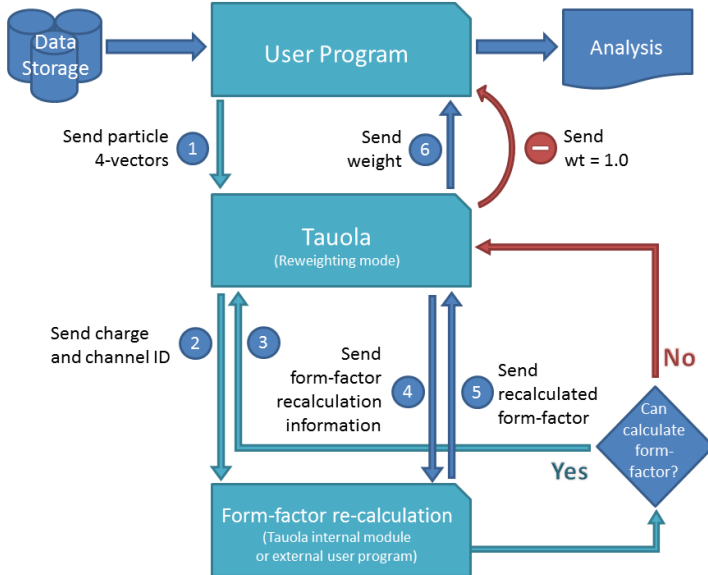 Data
Storage
User Program
Analysis
Send particle
4-vectors
1
Send
weight
6
Send
wt = 1.0
Tauola
(Reweighting mode)
Send charge
and channel ID
2
3
Send
form-factor
recalculation
information
4
5
Send
recalculated
form-factor
No
Can
calculate
form-
factor?
Yes
Form-factor re-calculation
(Tauola internal module
or external user program)